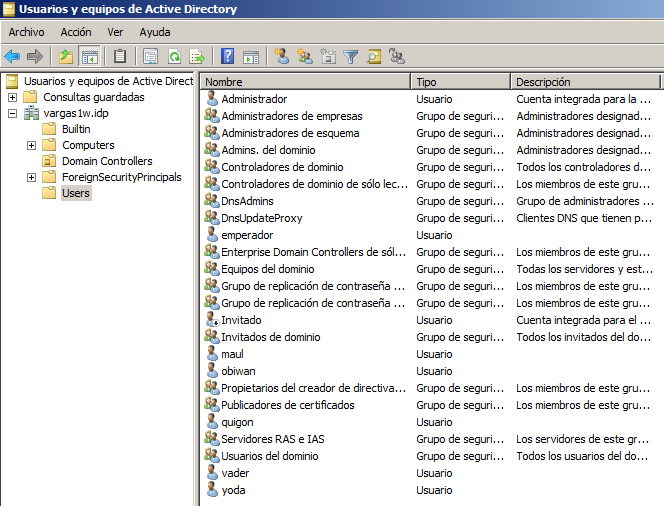 Usuarios y equipos de Active Directory
Archivo Acción Ver Ayuda
Usuarios y equipos de Active Direct
Consultas guardadas
vargas1w.idp
Builtin
Computers
Domain Controllers
ForeignSecurityPrincipals
Users
Nombre Tipo Descripción
Administrador Usuario Cuenta integrada para la ...
Administradores de empresas Grupo de seguri... Administradores designad...
Administradores de esquema Grupo de seguri... Administradores designad...
Admins. del dominio Grupo de seguri... Administradores designad...
Controladores de dominio Grupo de seguri... Todos los controladores d...
Controladores de dominio de sólo lec... Grupo de seguri... Los miembros de este gru...
DnsAdmins Grupo de seguri... Grupo de administradores ...
DnsUpdateProxy Grupo de seguri... Clientes DNS que tienen p...
emperador Usuario
Enterprise Domain Controllers de sól... Grupo de seguri... Los miembros de este gru...
Equipos del dominio Grupo de seguri... Todas los servidores y est...
Grupo de replicación de contraseña ... Grupo de seguri... Los miembros de este gru...
Grupo de replicación de contraseña ... Grupo de seguri... Los miembros de este gru...
Invitado Usuario Cuenta integrada para el ...
Invitados de dominio Grupo de seguri... Todos los invitados del do...
maul Usuario
obiwan Usuario
Propietarios del creador de directiva... Grupo de seguri... Los miembros de este gru...
Publicadores de certificados Grupo de seguri... Los miembros de este gru...
quigon Usuario
Servidores RAS e IAS Grupo de seguri... Los servidores de este gr...
Usuarios del dominio Grupo de seguri... Todos los usuarios del do...
vader Usuario
yoda Usuario